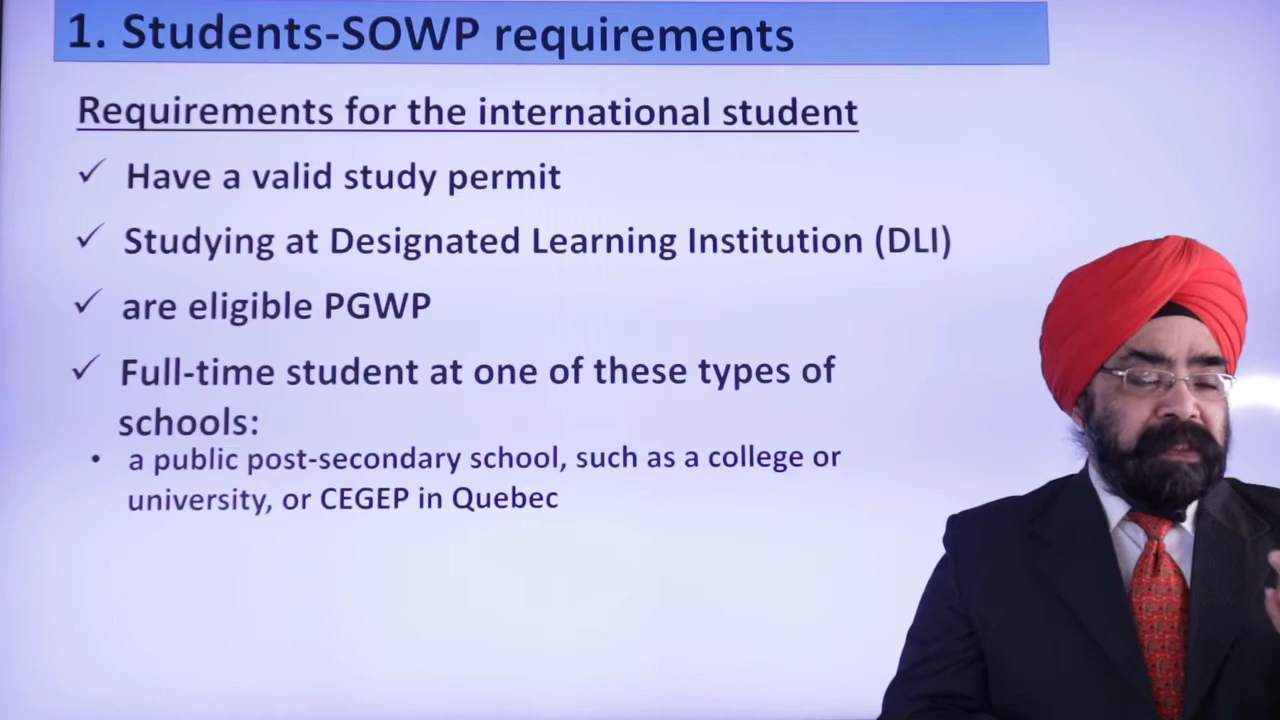 1. Students-SOWP requirements
Requirements for the international student
✓ Have a valid study permit
✓ Studying at Designated Learning Institution (DLI)
✓ are eligible PGWP
✓ Full-time student at one of these types of
schools:
• a public post-secondary school, such as a college or
university, or CEGEP in Quebec